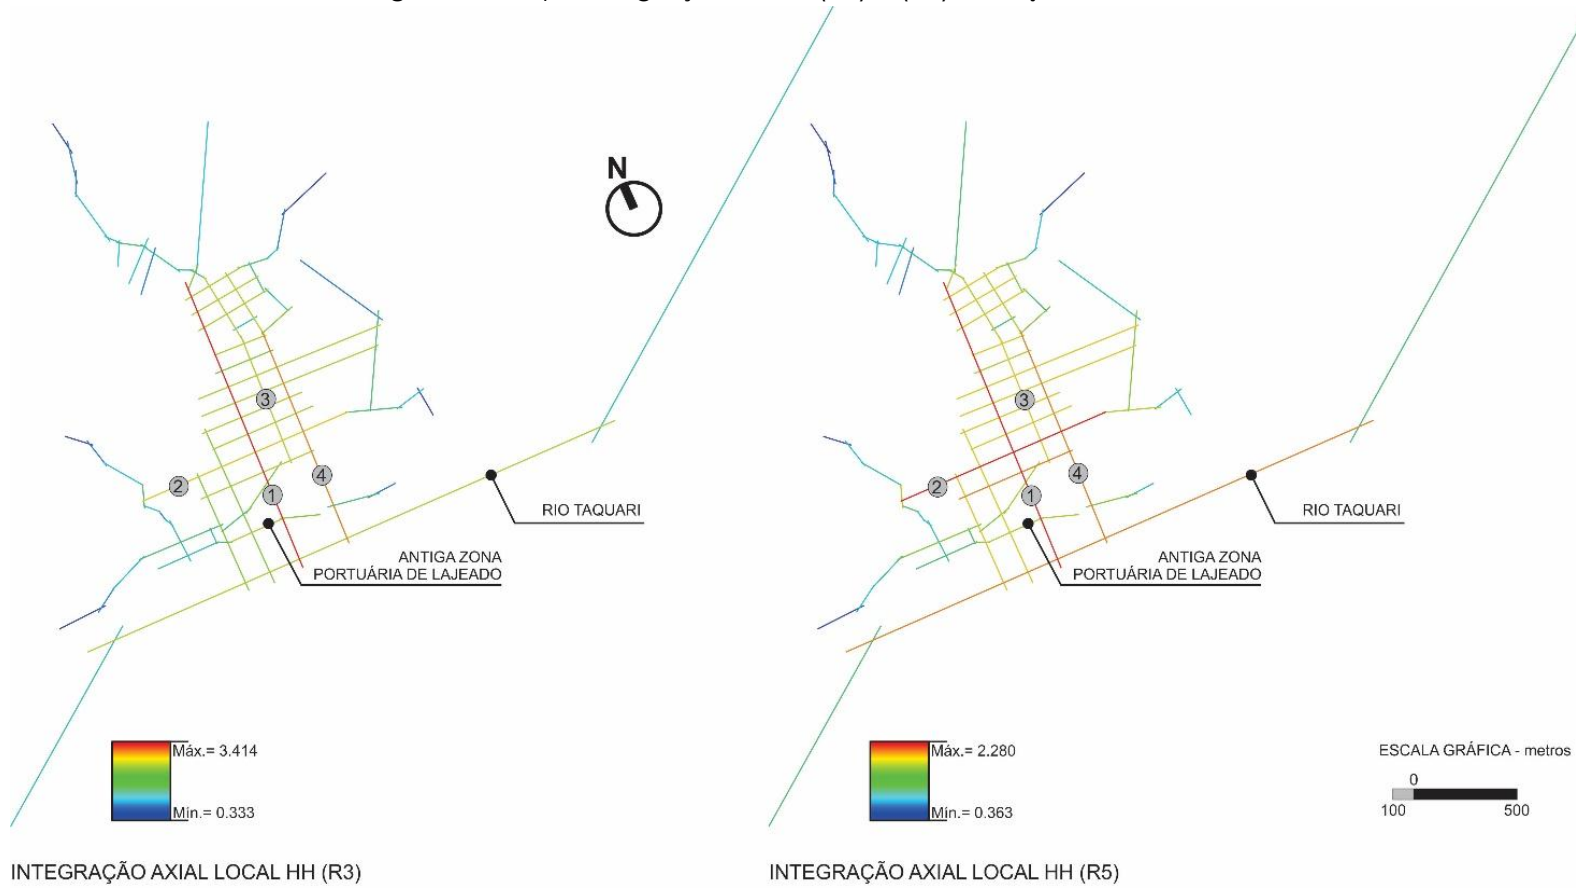 N
3
4
2
1
RIO TAQUARI
ANTIGA ZONA
PORTUÁRIA DE LAJEADO
Máx.= 3.414
Mín.= 0.333
INTEGRAÇÃO AXIAL LOCAL HH (R3)
3
4
2
1
RIO TAQUARI
ANTIGA ZONA
PORTUÁRIA DE LAJEADO
Máx.= 2.280
Mín.= 0.363
ESCALA GRÁFICA - metros
0
100 500
INTEGRAÇÃO AXIAL LOCAL HH (R5)